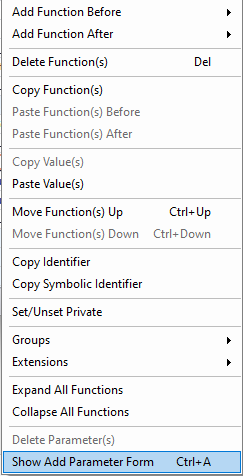 Add Function Before
Add Function After
Delete Function(s) Del
Copy Function(s)
Paste Function(s) Before
Paste Function(s) After
Copy Value(s)
Paste Value(s)
Move Function(s) Up Ctrl+Up
Move Function(s) Down Ctrl+Down
Copy Identifier
Copy Symbolic Identifier
Set/Unset Private
Groups
Extensions
Expand All Functions
Collapse All Functions
Delete Parameter(s)
Show Add Parameter Form Ctrl+A